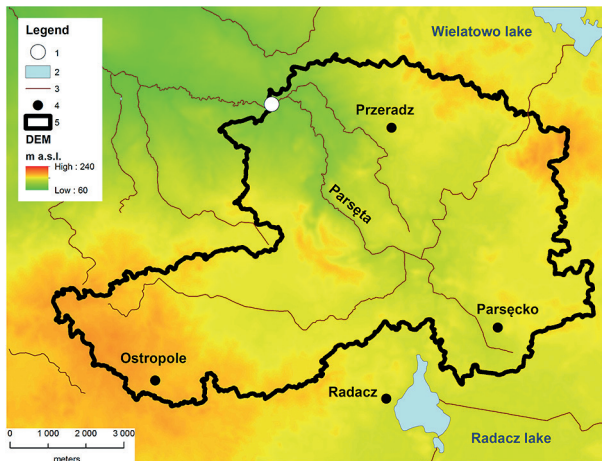 Wielatowo lake
Legend
1
2
3
4
5
DEM
m a.s.l.
High : 240
Low : 60
Przeradz
Parsęta
Parsęcko
Ostropole
Radacz
Radacz lake
0 1 000 2 000 3 000
meters